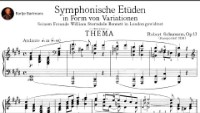 Symphonische Etüden
in Form von Variationen
Seinem Freunde William Sterndale Bennett in London gewidmet
THEMA
Robert Schumann, Op. 13
Andante